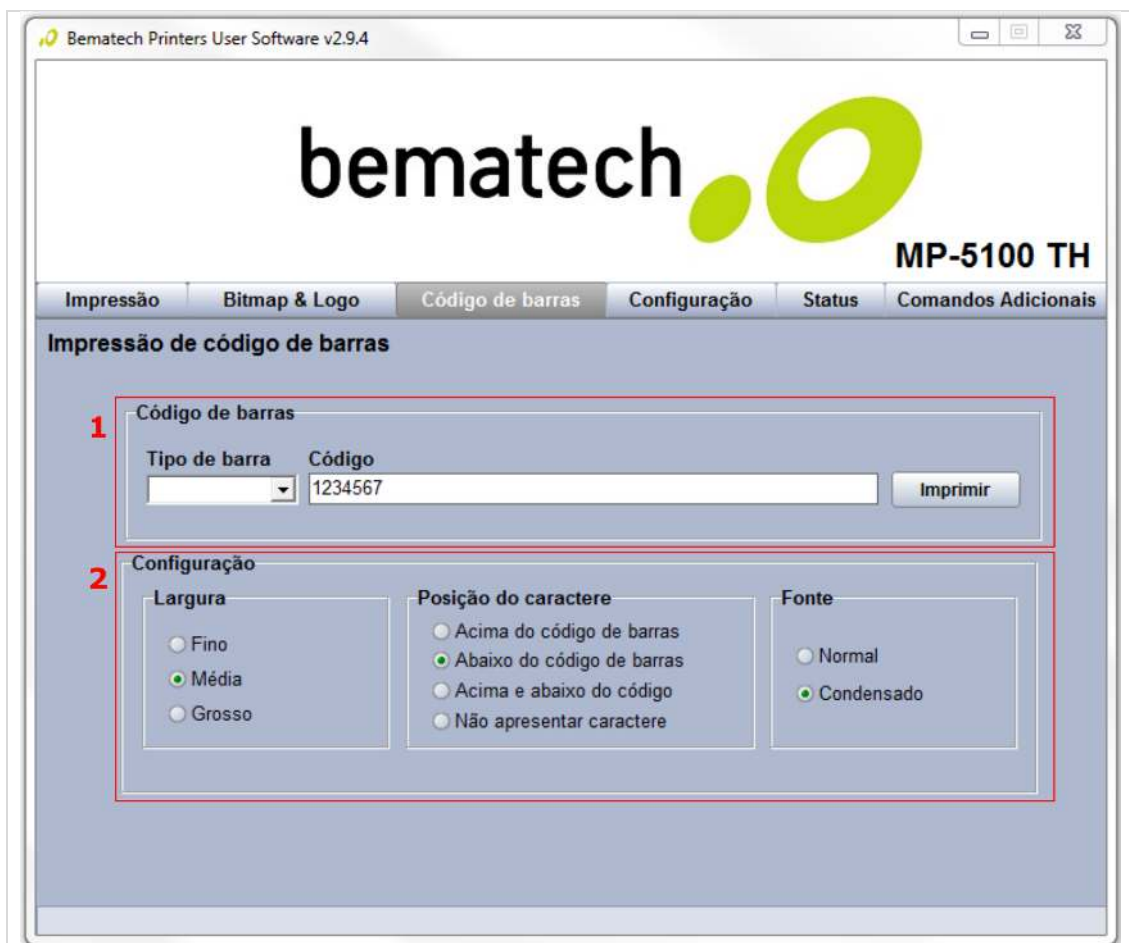 Bematech Printers User Software v2.9.4
bematech
MP-5100 TH
Impressão Bitmap & Logo Código de barras Configuração Status Comandos Adicionais
Impressão de código de barras
1
Código de barras
Tipo de barra Código
1234567 Imprimir
2
Configuração
Largura
Fino
Média
Grosso
Posição do caractere
Acima do código de barras
Abaixo do código de barras
Acima e abaixo do código
Não apresentar caractere
Fonte
Normal
Condensado